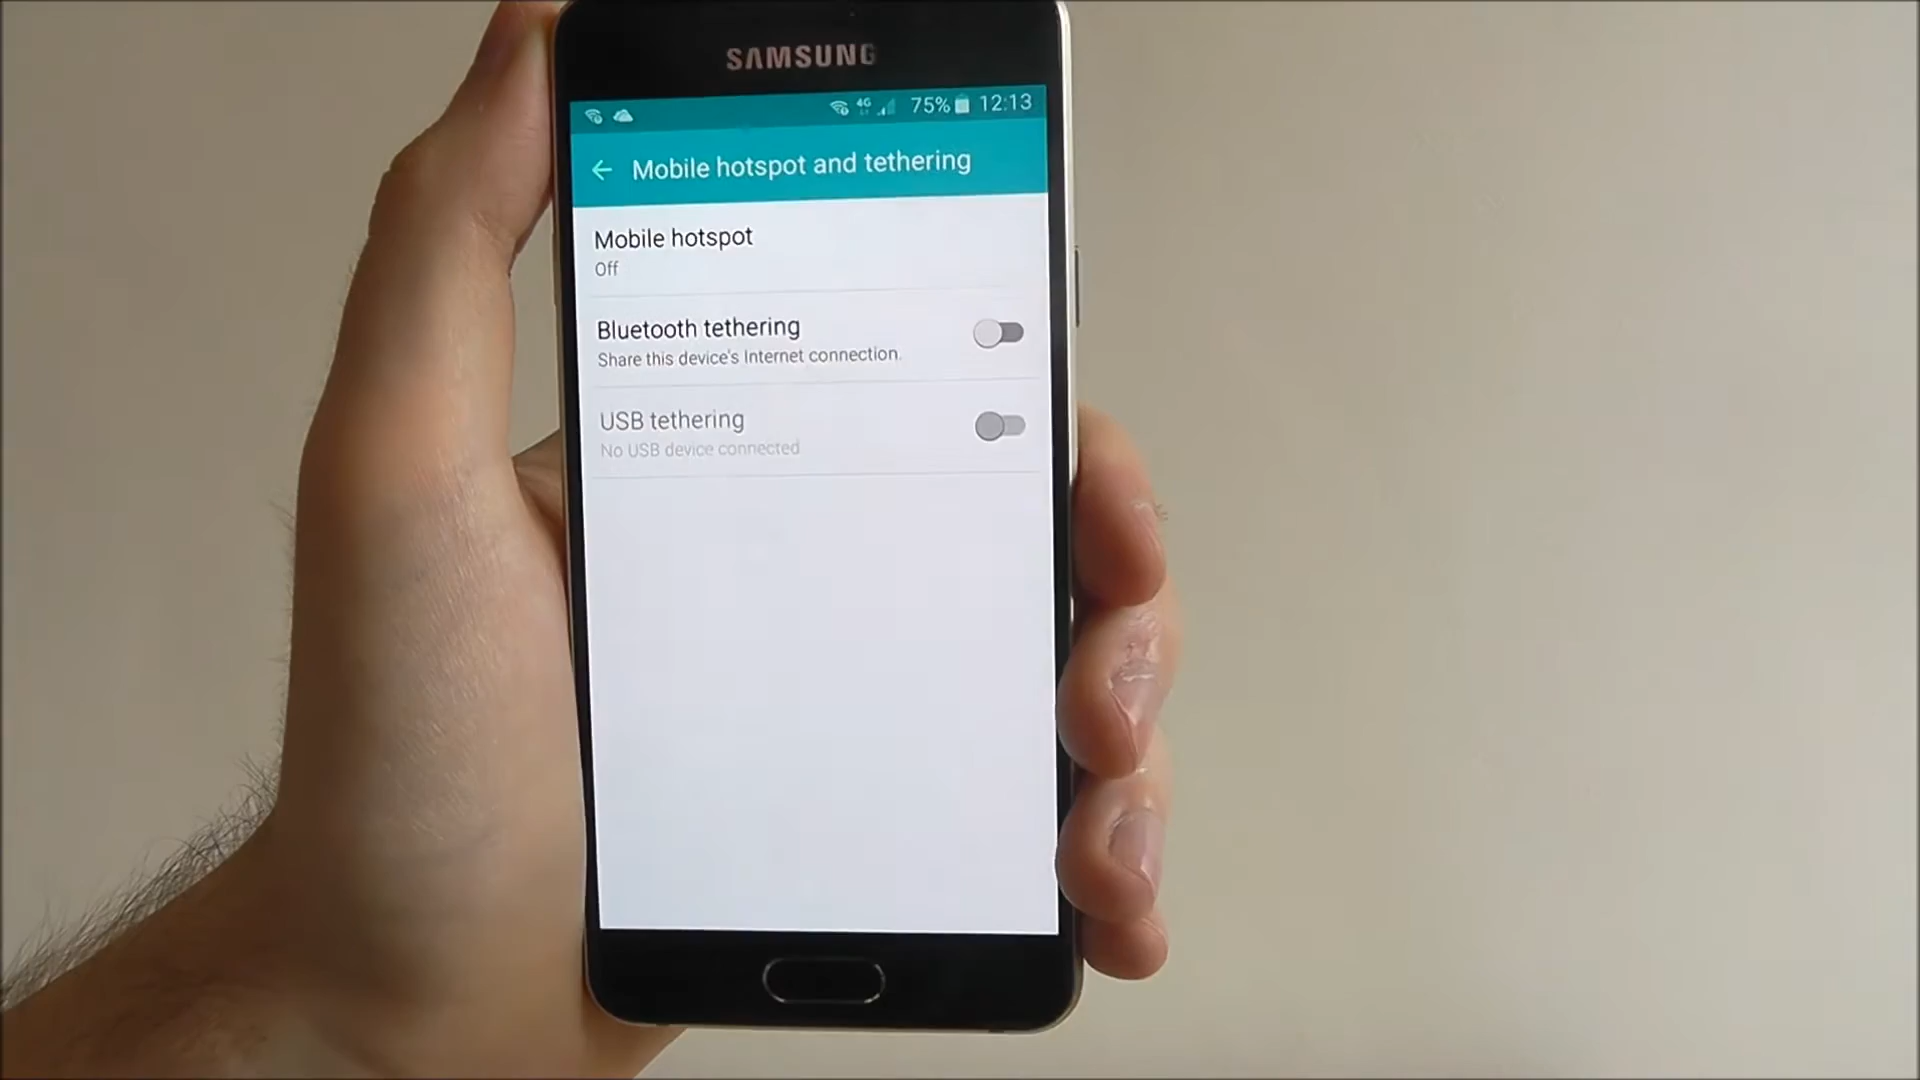 SAMSUNG
4G 75% 12:13
Mobile hotspot and tethering
Mobile hotspot
Off
Bluetooth tethering
Share this device's Internet connection.
USB tethering
No USB device connected